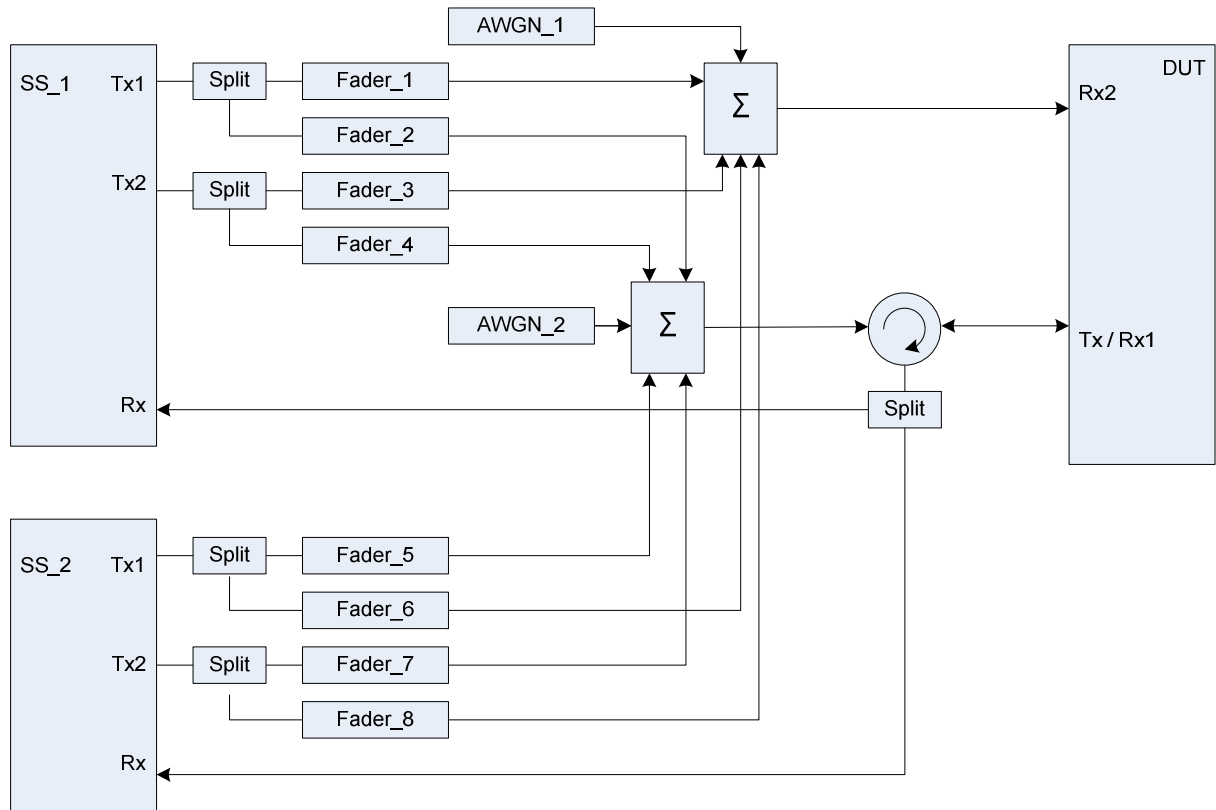 AWGN_1
SS_1
Tx1
Split
Fader_1
Σ
DUT
Rx2
Fader_2
Tx2
Split
Fader_3
Fader_4
AWGN_2
Σ
Tx / Rx1
Rx
Split
SS_2
Tx1
Split
Fader_5
Fader_6
Tx2
Split
Fader_7
Fader_8
Rx